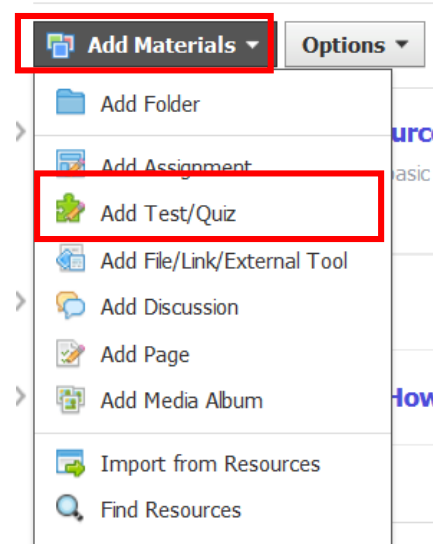 Add Materials Options
Add Folder
Add Assignment
Add Test/Quiz
Add File/Link/External Tool
Add Discussion
Add Page
Add Media Album
How
Import from Resources
Find Resources